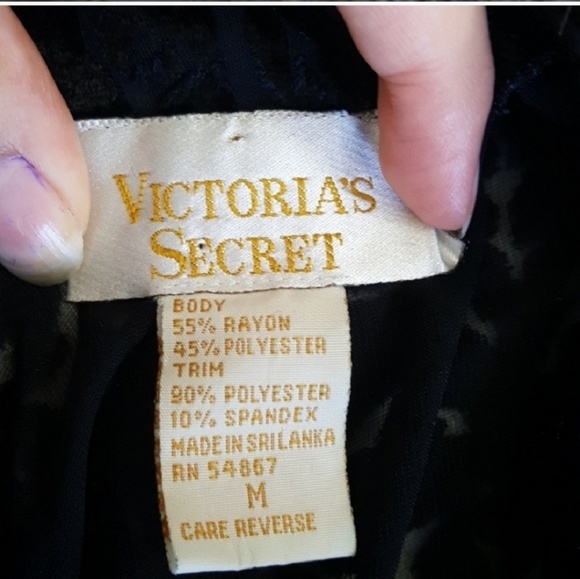 VICTORIA'S
SECRET
BODY
55% RAYON
45% POLYESTER
TRIM
90% POLYESTER
10% SPANDEX
MADE IN SRI LANKA
RN 54867
M
CARE REVERSE